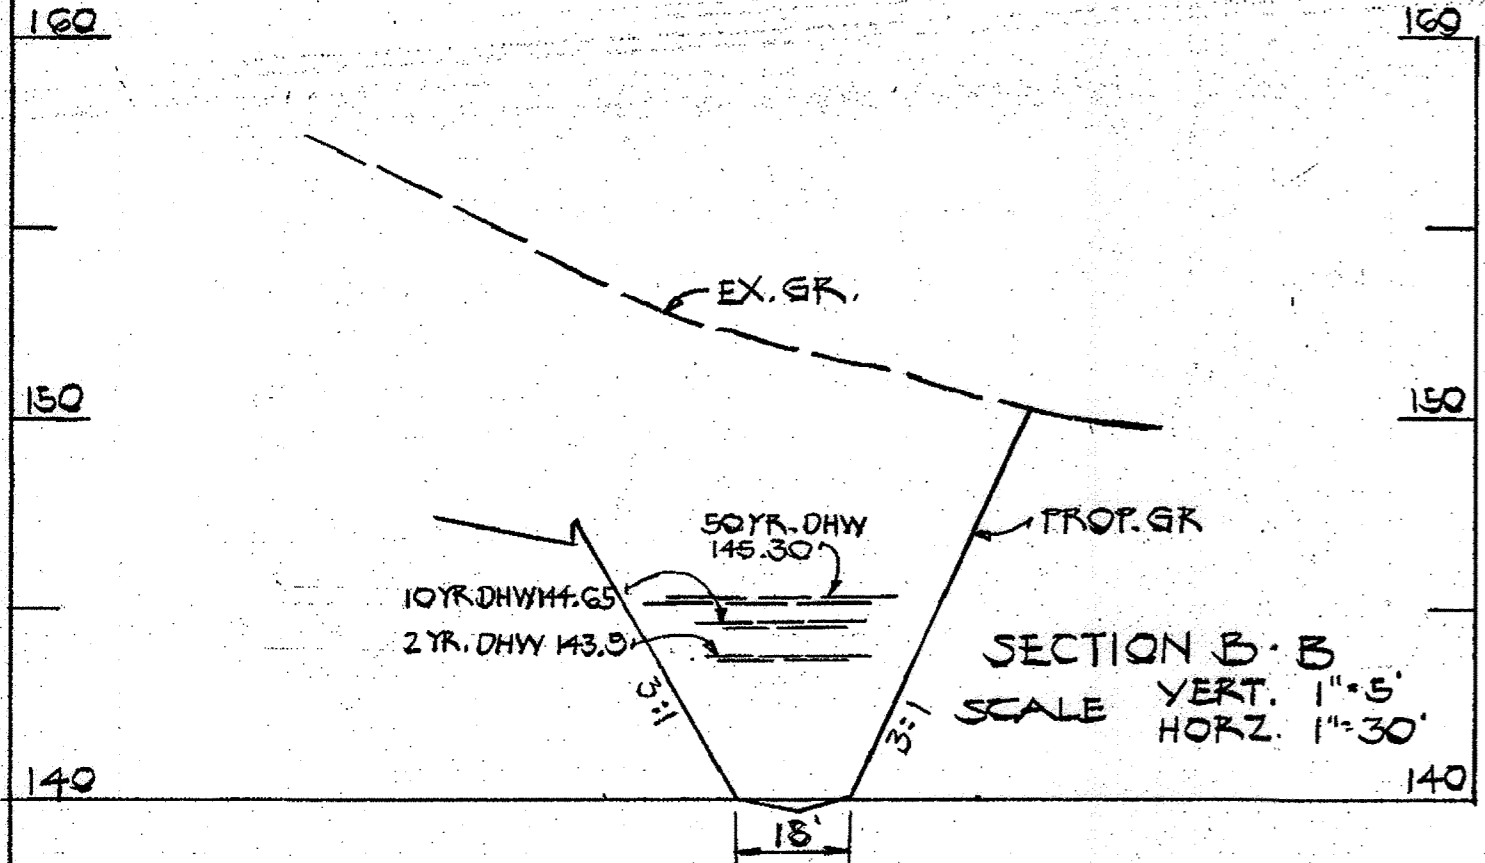 160
160
EX. GR.
150
150
50 YR. DHW
145.30
PROP. GR
10 YR DHW 144.65
2 YR. DHW 143.9
3:1
3:1
SECTION B-B
SCALE VERT. 1"=5'
HORZ. 1"=30'
140
140
18'